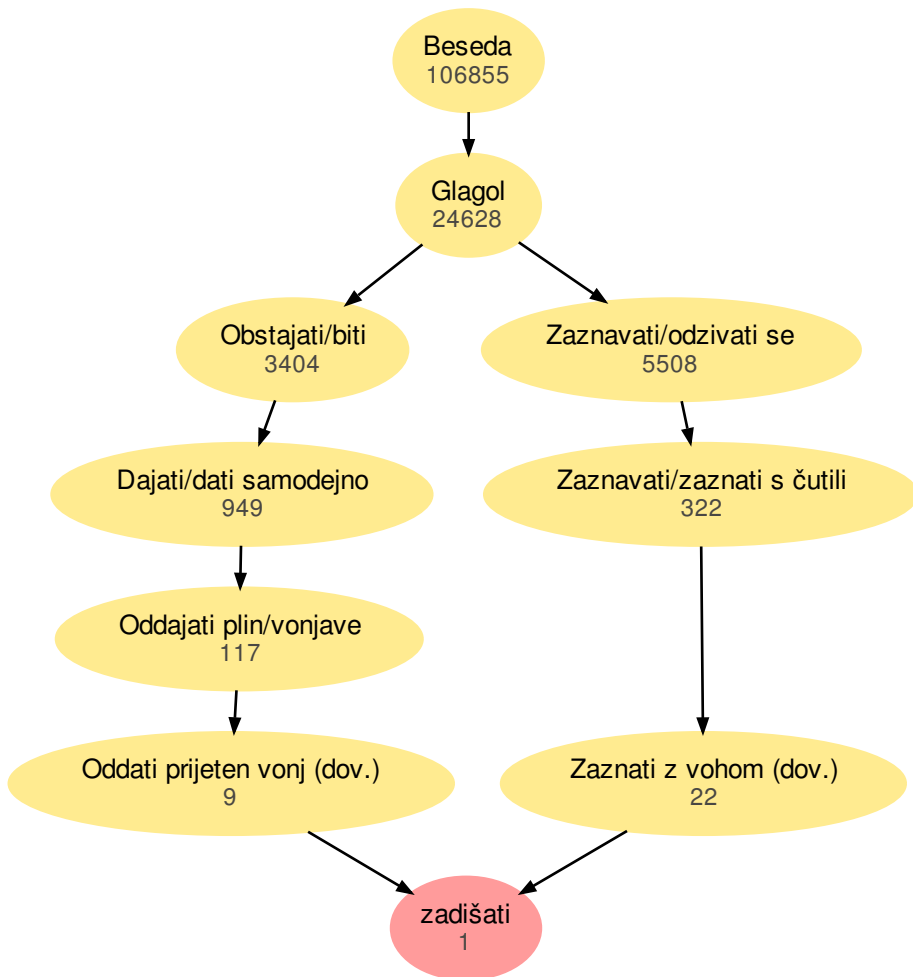 Beseda
106855
Glagol
24628
Obstajati/biti
3404
Zaznavati/odzivati se
5508
Dajati/dati samodejno
949
Zaznavati/zaznati s čutili
322
Oddajati plin/vonjave
117
Oddati prijeten vonj (dov.)
9
Zaznati z vohom (dov.)
22
zadišati
1